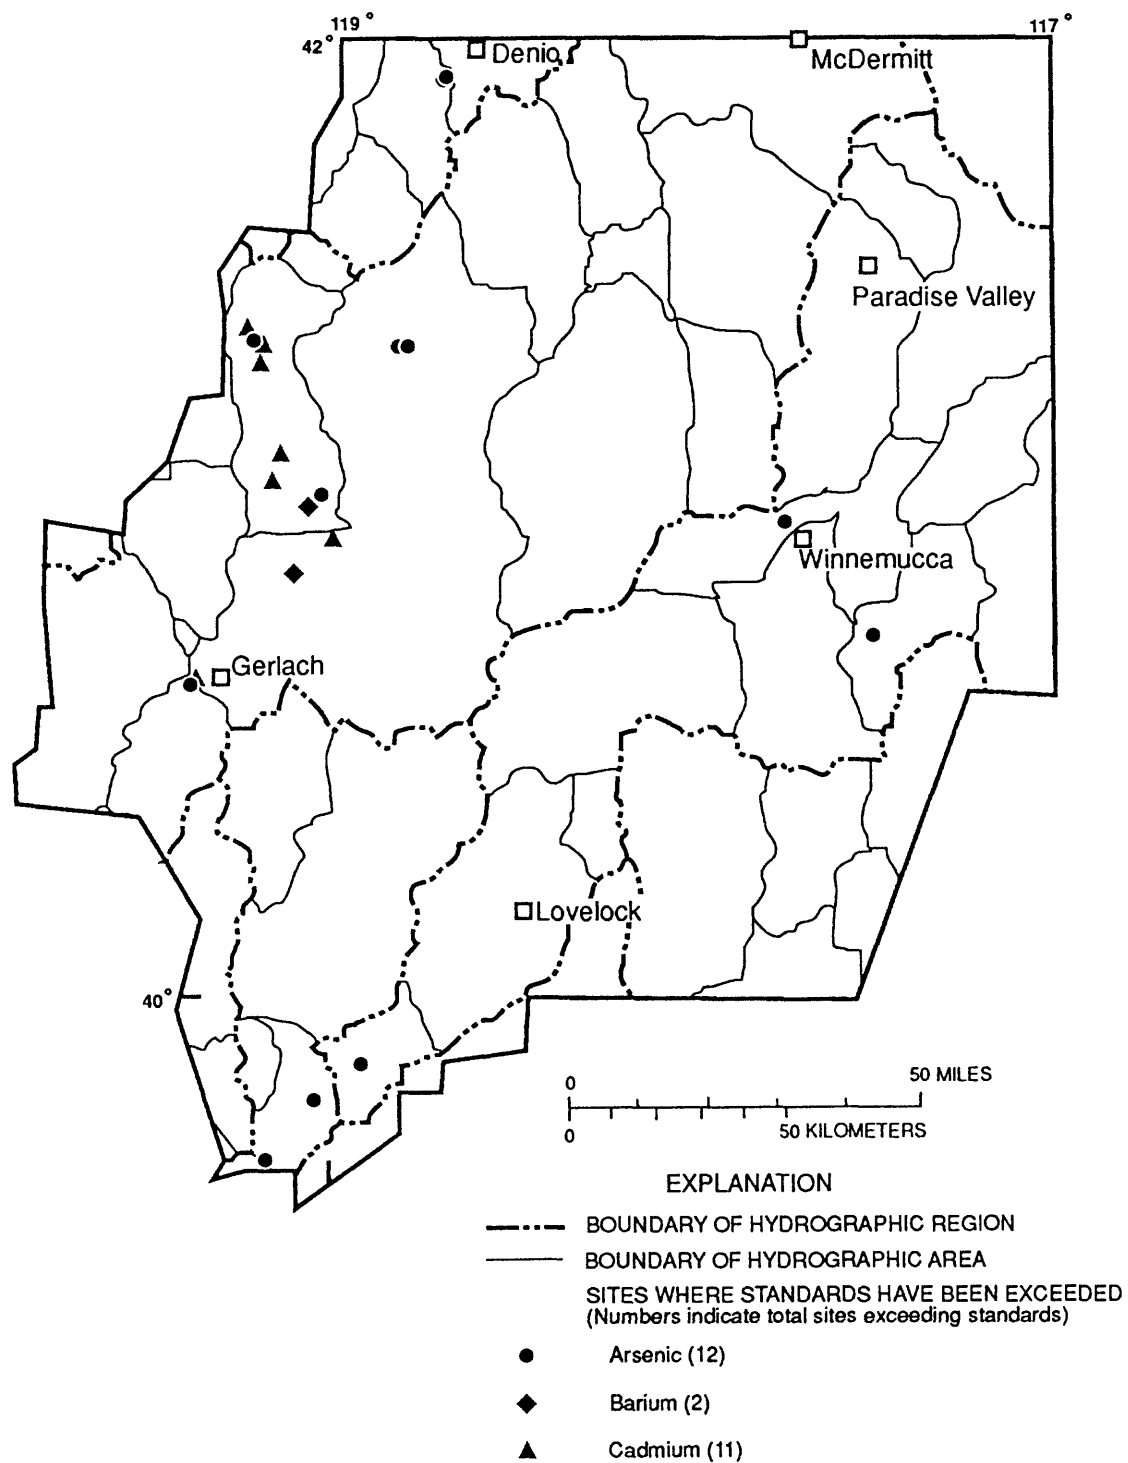 119°
117°
42°
Denio
McDermitt
Paradise Valley
Winnemucca
Gerlach
Lovelock
40°
0
50 MILES
0
50 KILOMETERS
EXPLANATION
BOUNDARY OF HYDROGRAPHIC REGION
BOUNDARY OF HYDROGRAPHIC AREA
SITES WHERE STANDARDS HAVE BEEN EXCEEDED
(Numbers indicate total sites exceeding standards)
Arsenic (12)
Barium (2)
Cadmium (11)